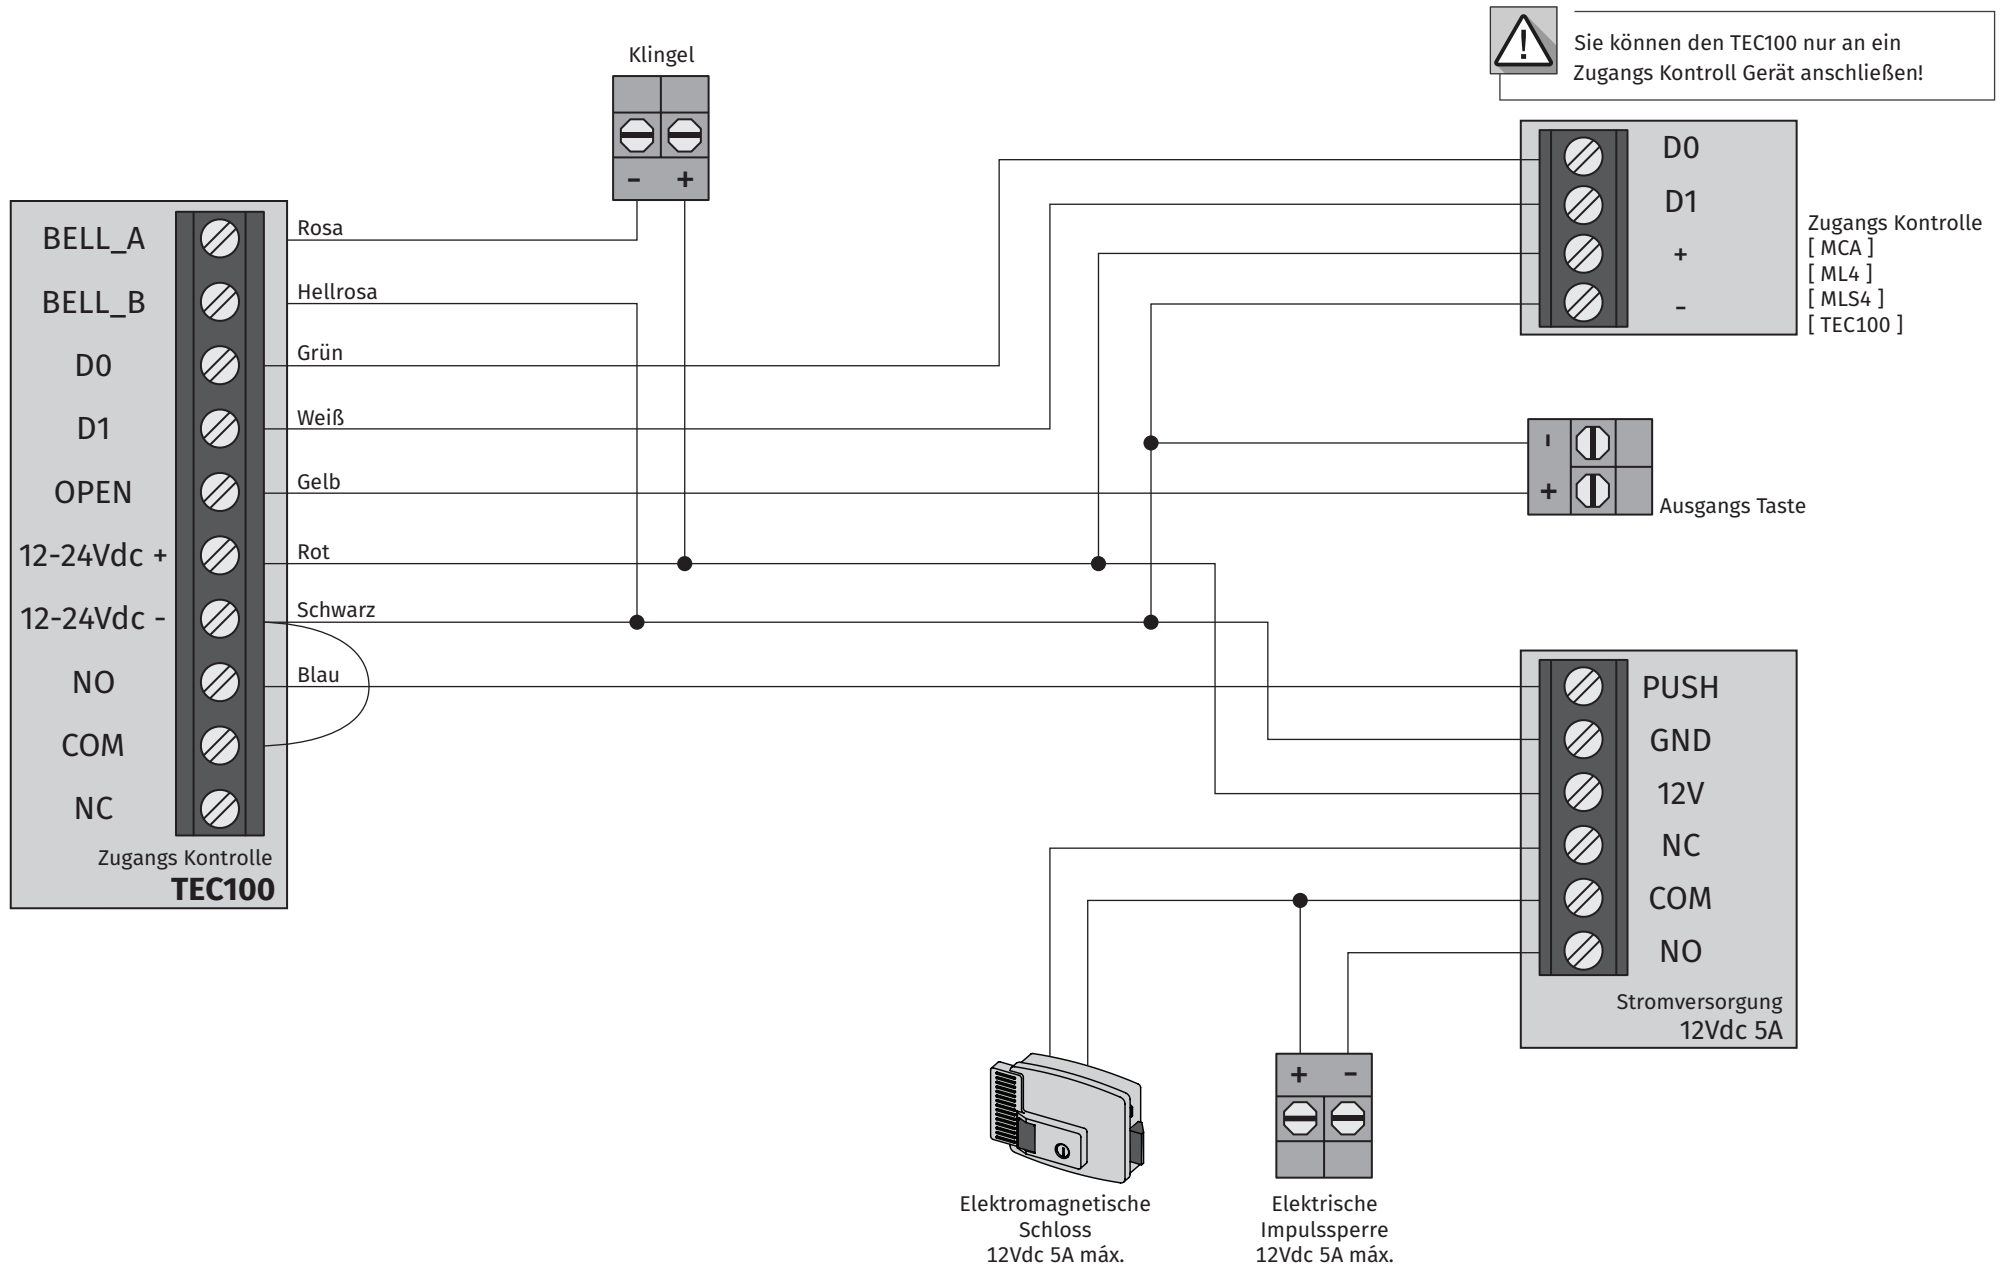 Sie können den TEC100 nur an ein
Zugangs Kontroll Gerät anschließen!
Klingel
- +
BELL_A
BELL_B
D0
D1
OPEN
12-24Vdc +
12-24Vdc -
NO
COM
NC
Zugangs Kontrolle
TEC100
Rosa
Hellrosa
Grün
Weiß
Gelb
Rot
Schwarz
Blau
D0
D1
+
-
Zugangs Kontrolle
[ MCA ]
[ ML4 ]
[ MLS4 ]
[ TEC100 ]
-
+
Ausgangs Taste
PUSH
GND
12V
NC
COM
NO
Stromversorgung
12Vdc 5A
+ -
Elektromagnetische
Schloss
12Vdc 5A máx.
Elektrische
Impulssperre
12Vdc 5A máx.